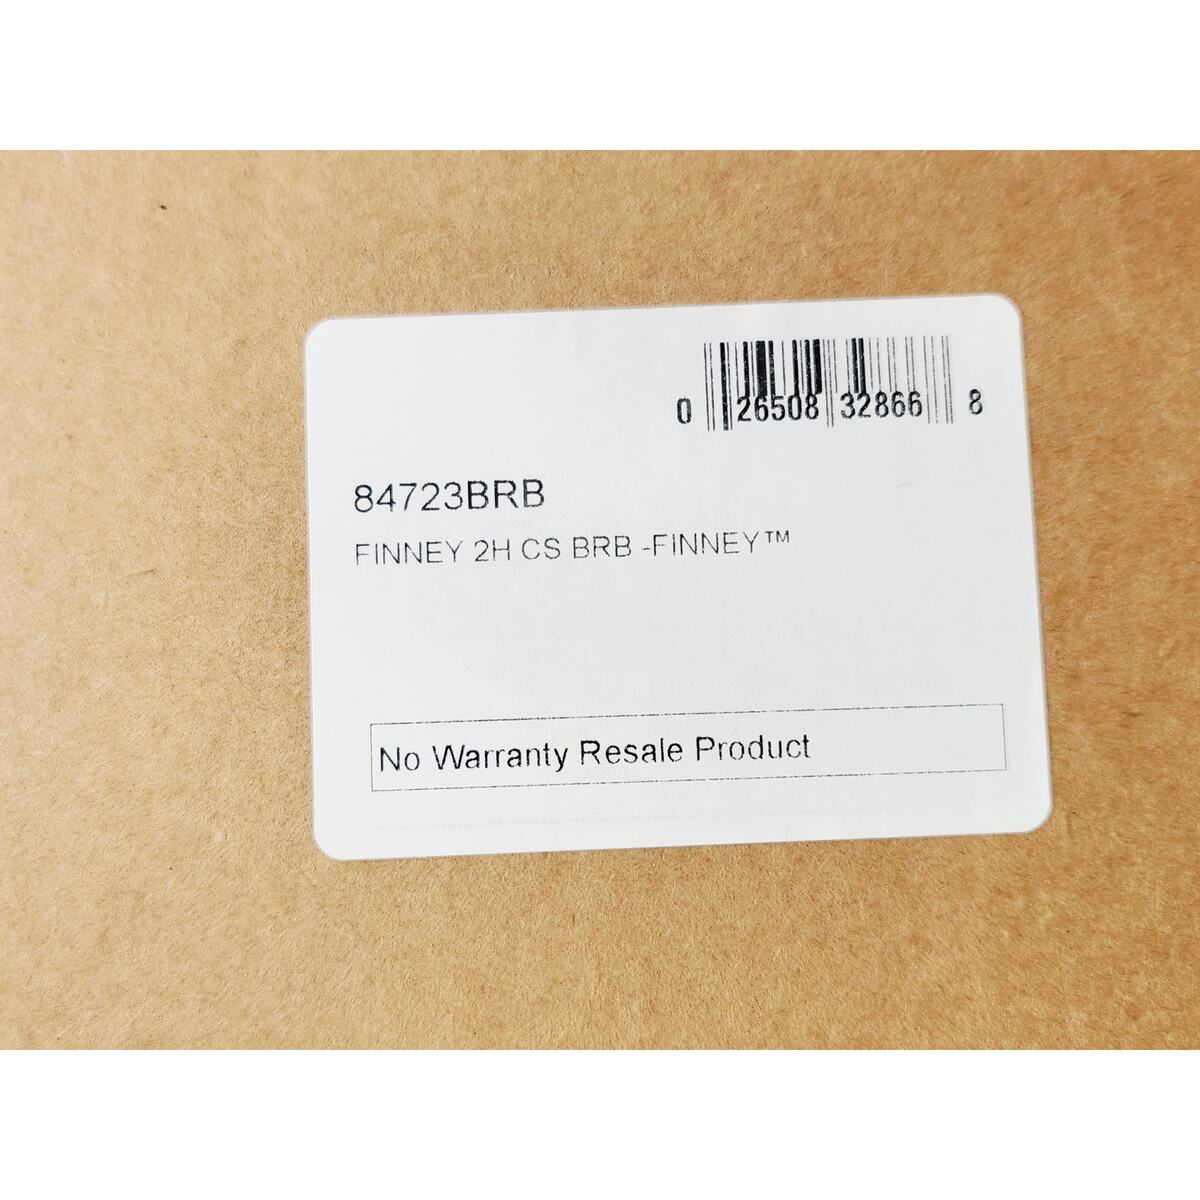 0 26508 32866 8
84723BRB
FINNEY 2H CS BRB -FINNEY™
No Warranty Resale Product